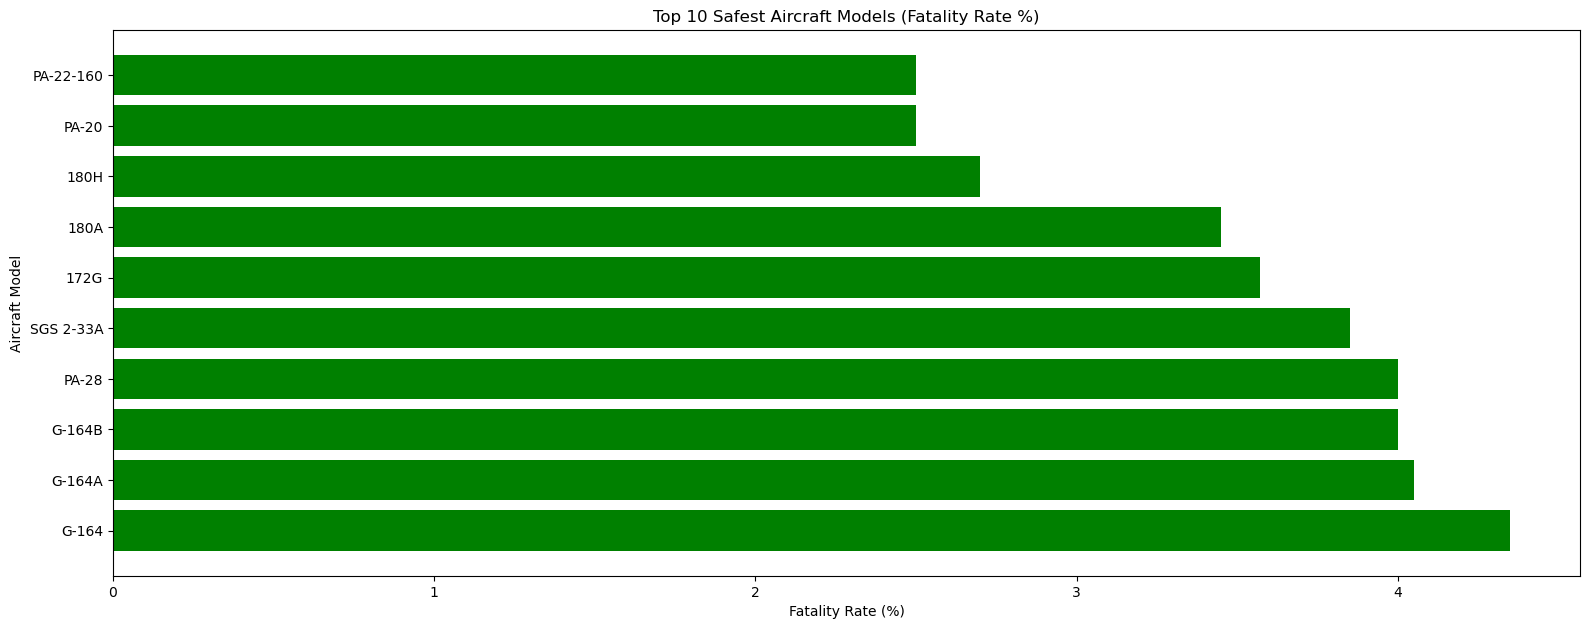 Top 10 Safest Aircraft Models (Fatality Rate %)
Aircraft Model
PA-22-160
PA-20
180H
180A
172G
SGS 2-33A
PA-28
G-164B
G-164A
G-164
0 1 2 3 4
Fatality Rate (%)